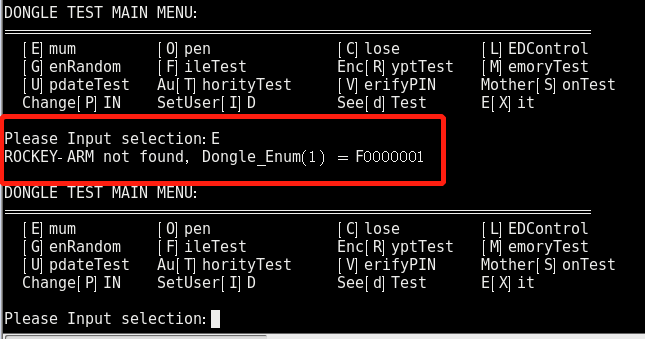 DONGLE TEST MAIN MENU:
[E]mum [O]pen [C]lose [L]EDControl
[G]enRandom [F]ileTest Enc[R]yptTest [M]emoryTest
[U]pdateTest Au[T]horityTest [V]erifyPIN Mother[S]onTest
Change[P]IN SetUser[I]D See[d]Test E[X]it
Please Input selection:E
ROCKEY-ARM not found, Dongle_Enum(1) = F0000001
DONGLE TEST MAIN MENU:
[E]mum [O]pen [C]lose [L]EDControl
[G]enRandom [F]ileTest Enc[R]yptTest [M]emoryTest
[U]pdateTest Au[T]horityTest [V]erifyPIN Mother[S]onTest
Change[P]IN SetUser[I]D See[d]Test E[X]it
Please Input selection: